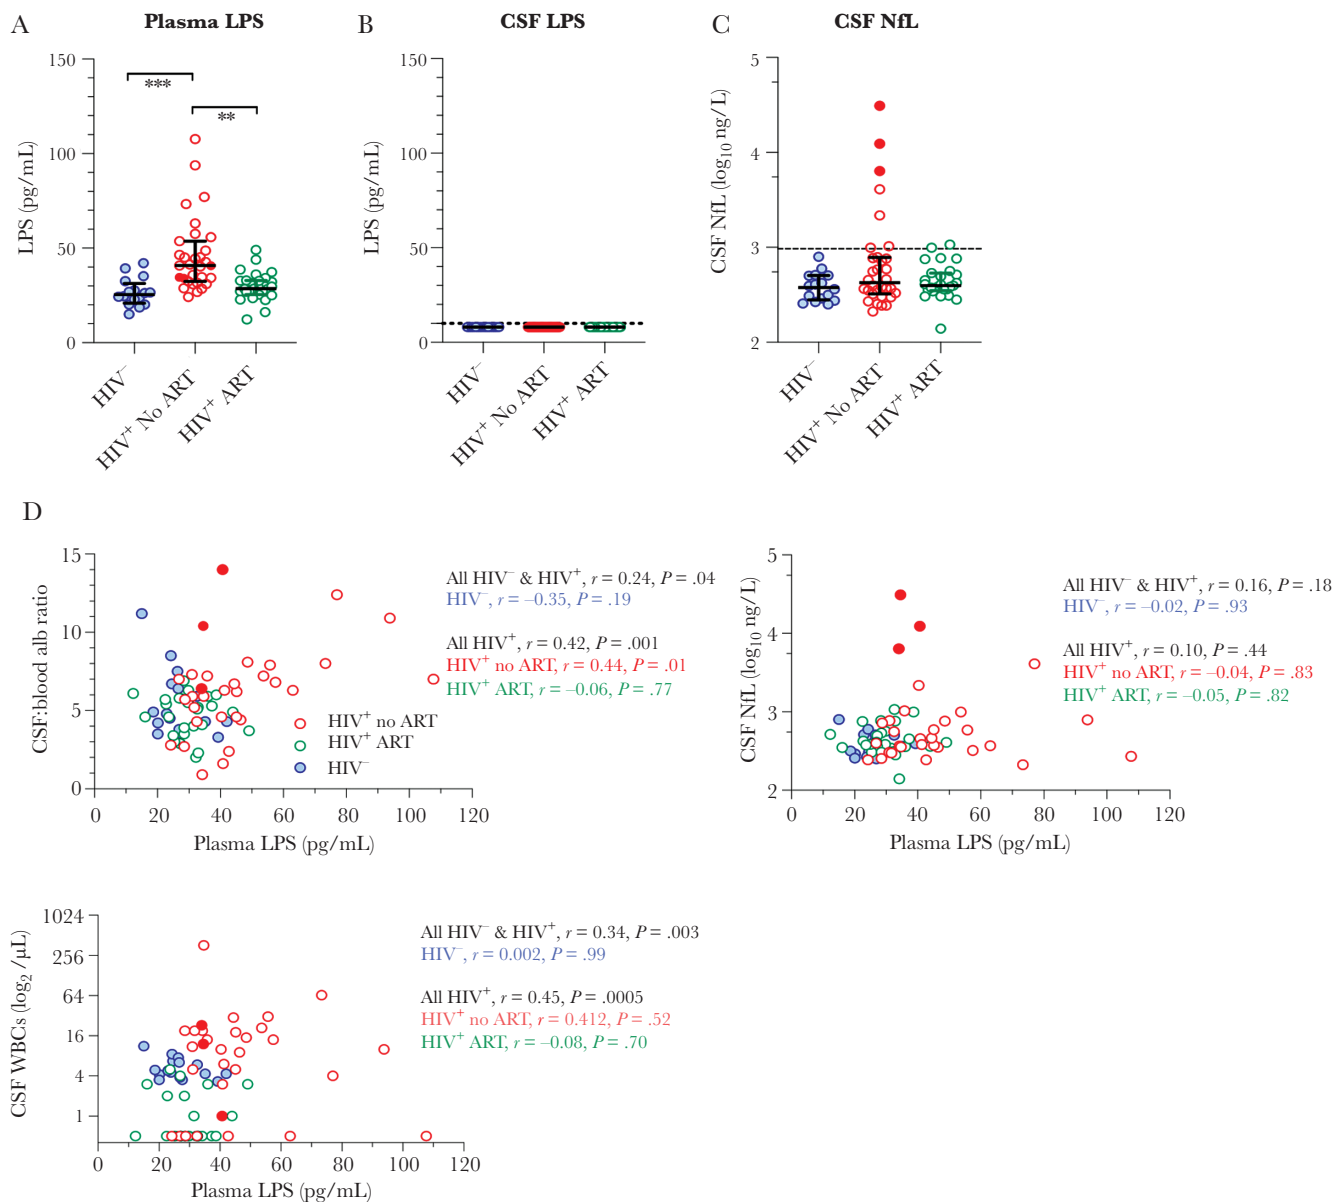 A
Plasma LPS
B
CSF LPS
C
CSF NfL
150
100
50
0
LPS (pg/mL)
***
**
HIV⁻
HIV⁺ No ART
HIV⁺ ART
150
100
50
0
LPS (pg/mL)
HIV⁻
HIV⁺ No ART
HIV⁺ ART
5
4
3
2
CSF NfL (log₁₀ ng/L)
HIV⁻
HIV⁺ No ART
HIV⁺ ART
D
15
10
5
0
CSF:blood alb ratio
0 20 40 60 80 100 120
Plasma LPS (pg/mL)
All HIV⁻ & HIV⁺, r = 0.24, P = .04
HIV⁻, r = –0.35, P = .19
All HIV⁺, r = 0.42, P = .001
HIV⁺ no ART, r = 0.44, P = .01
HIV⁺ ART, r = –0.06, P = .77
HIV⁺ no ART
HIV⁺ ART
HIV⁻
5
4
3
2
CSF NfL (log₁₀ ng/L)
0 20 40 60 80 100 120
Plasma LPS (pg/mL)
All HIV⁻ & HIV⁺, r = 0.16, P = .18
HIV⁻, r = –0.02, P = .93
All HIV⁺, r = 0.10, P = .44
HIV⁺ no ART, r = –0.04, P = .83
HIV⁺ ART, r = –0.05, P = .82
1024
256
64
16
4
1
CSF WBCs (log₂ /μL)
0 20 40 60 80 100 120
Plasma LPS (pg/mL)
All HIV⁻ & HIV⁺, r = 0.34, P = .003
HIV⁻, r = 0.002, P = .99
All HIV⁺, r = 0.45, P = .0005
HIV⁺ no ART, r = 0.412, P = .52
HIV⁺ ART, r = –0.08, P = .70